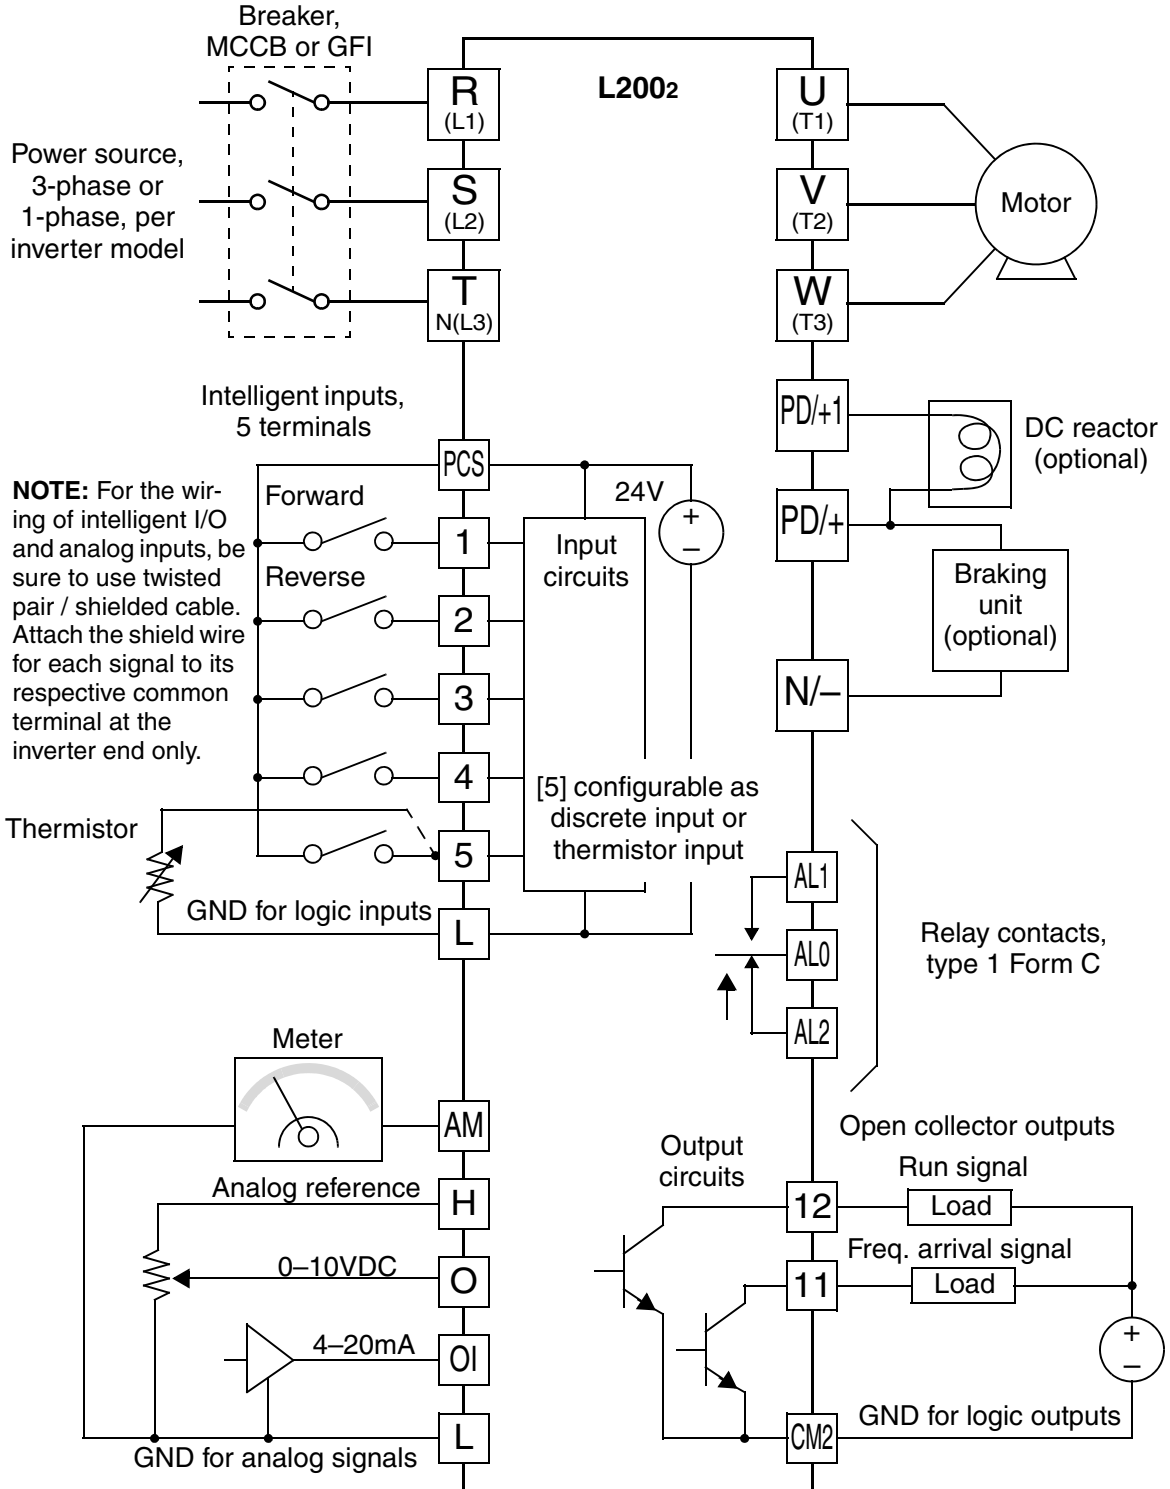 Breaker,
MCCB or GFI
L2002
R
(L1)
S
(L2)
T
N(L3)
Power source,
3-phase or
1-phase, per
inverter model
U
(T1)
V
(T2)
W
(T3)
Motor
PD/+1
DC reactor
(optional)
PD/+
Braking
unit
(optional)
N/–
Intelligent inputs,
5 terminals
PCS
24V
+
–
NOTE: For the wir-
ing of intelligent I/O
and analog inputs, be
sure to use twisted
pair / shielded cable.
Attach the shield wire
for each signal to its
respective common
terminal at the
inverter end only.
Forward
1
Reverse
2
3
4
5
Input
circuits
[5] configurable as
discrete input or
thermistor input
Thermistor
GND for logic inputs
L
AL1
AL0
AL2
Relay contacts,
type 1 Form C
Meter
AM
Analog reference
H
0–10VDC
O
4–20mA
OI
L
GND for analog signals
Open collector outputs
Output
circuits
Run signal
12
Load
Freq. arrival signal
11
Load
+
–
GND for logic outputs
CM2